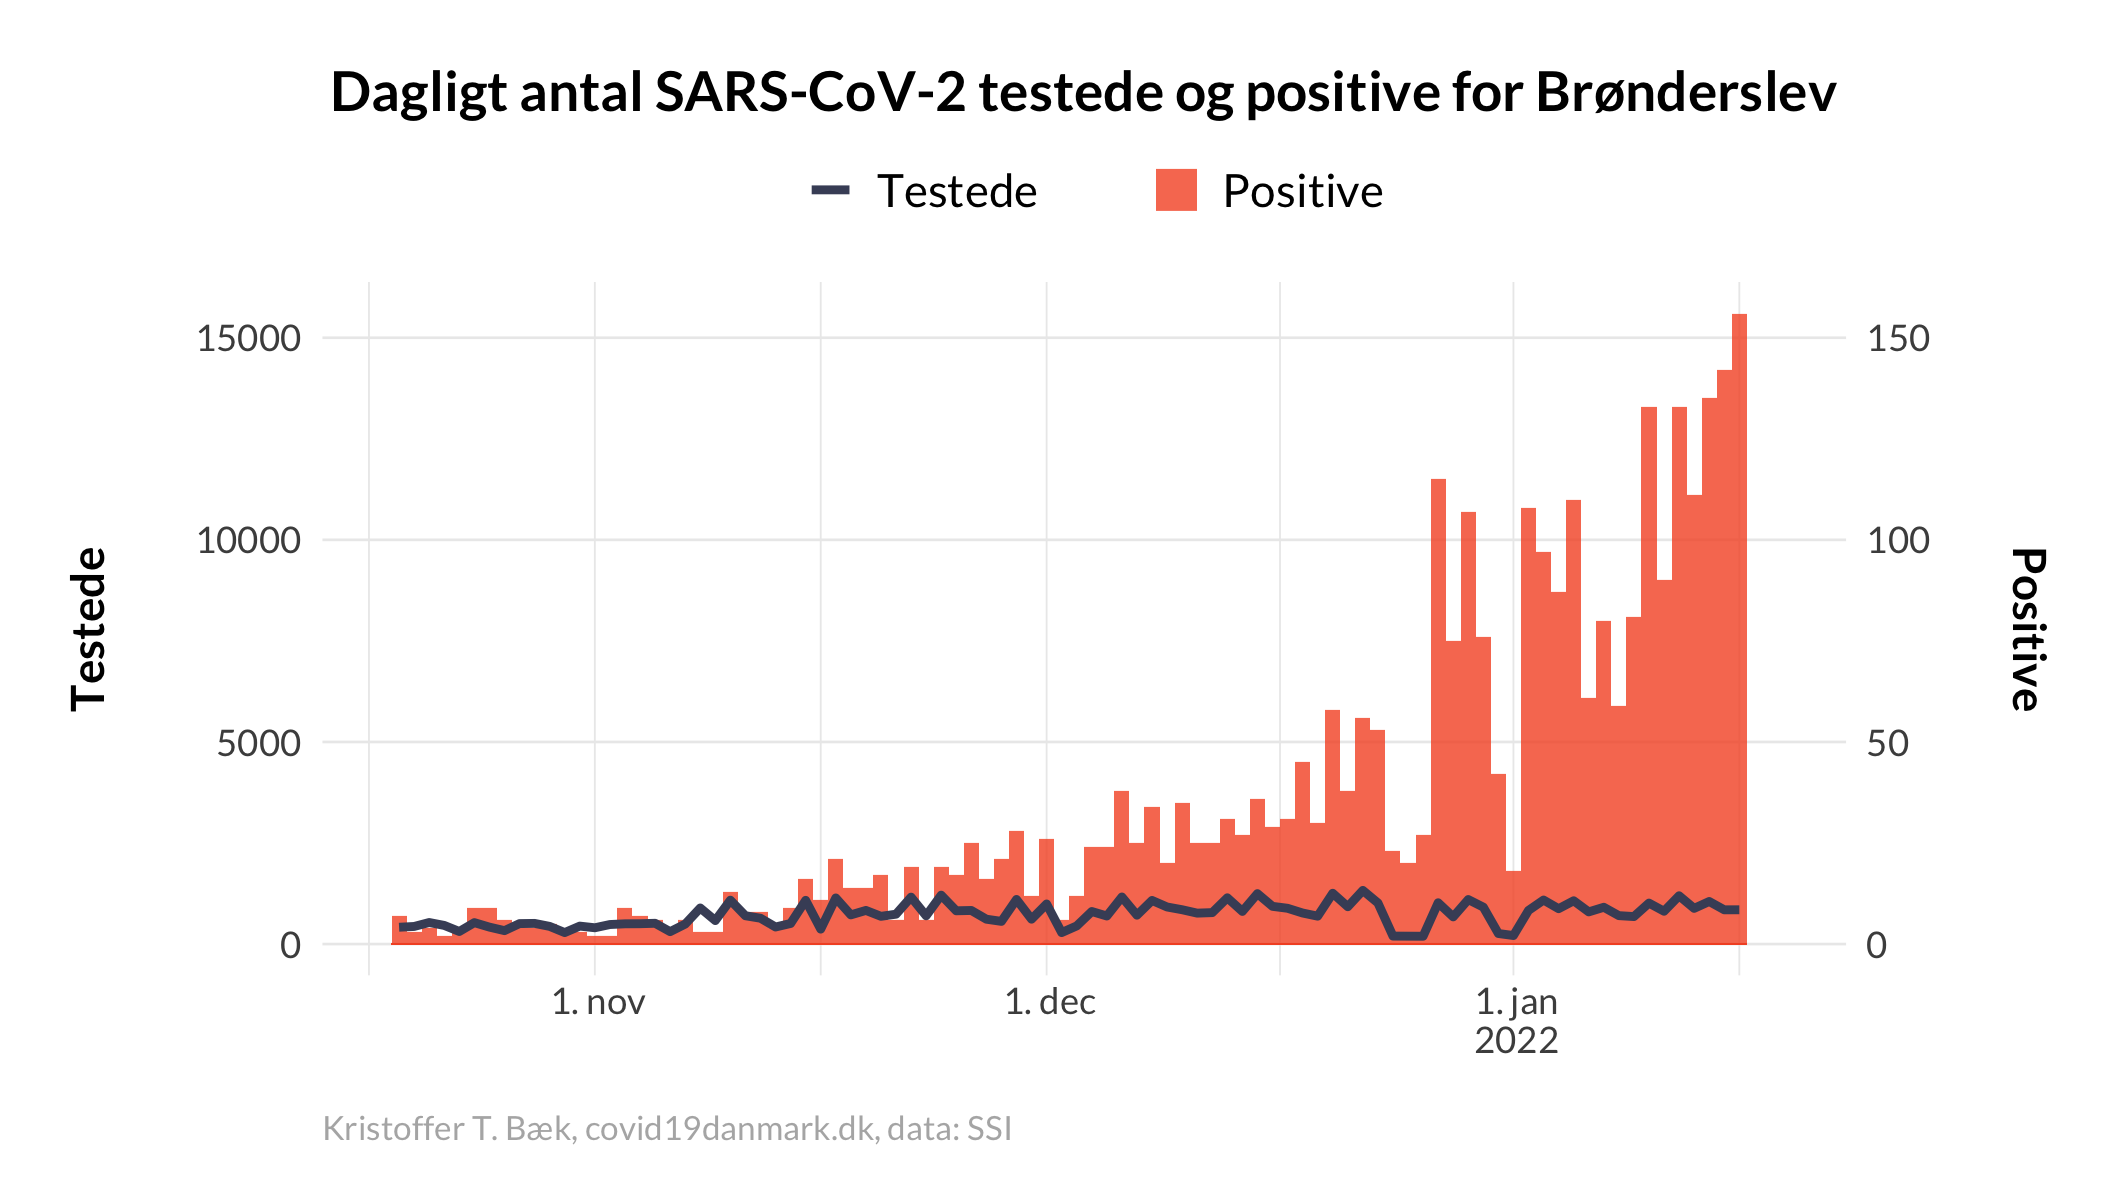 Dagligt antal SARS-CoV-2 testede og positive for Brønderslev
Testede
Positive
15000
10000
5000
0
150
100
50
0
Testede
Positive
1. nov
1. dec
1. jan
2022
Kristoffer T. Bæk, covid19danmark.dk, data: SSI